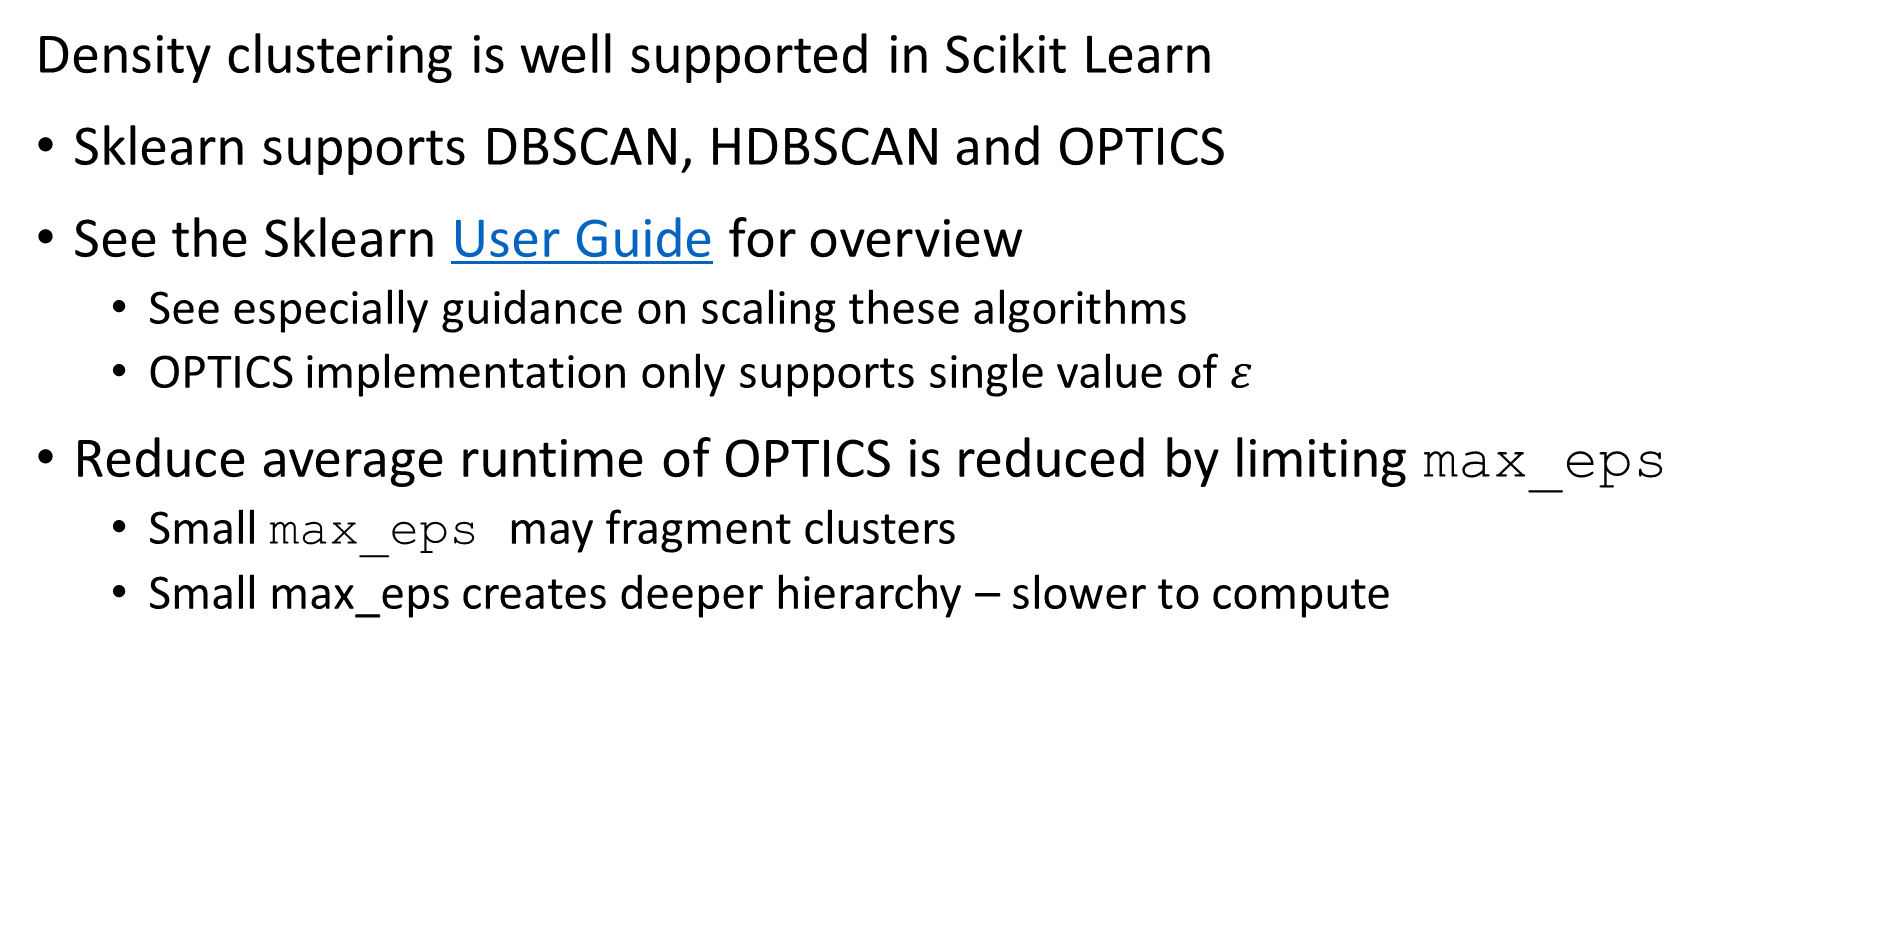 Density clustering is well supported in Scikit Learn
• Sklearn supports DBSCAN, HDBSCAN and OPTICS
• See the Sklearn User Guide for overview
• See especially guidance on scaling these algorithms
• OPTICS implementation only supports single value of ε
• Reduce average runtime of OPTICS is reduced by limiting max_eps
• Small max_eps may fragment clusters
• Small max_eps creates deeper hierarchy – slower to compute